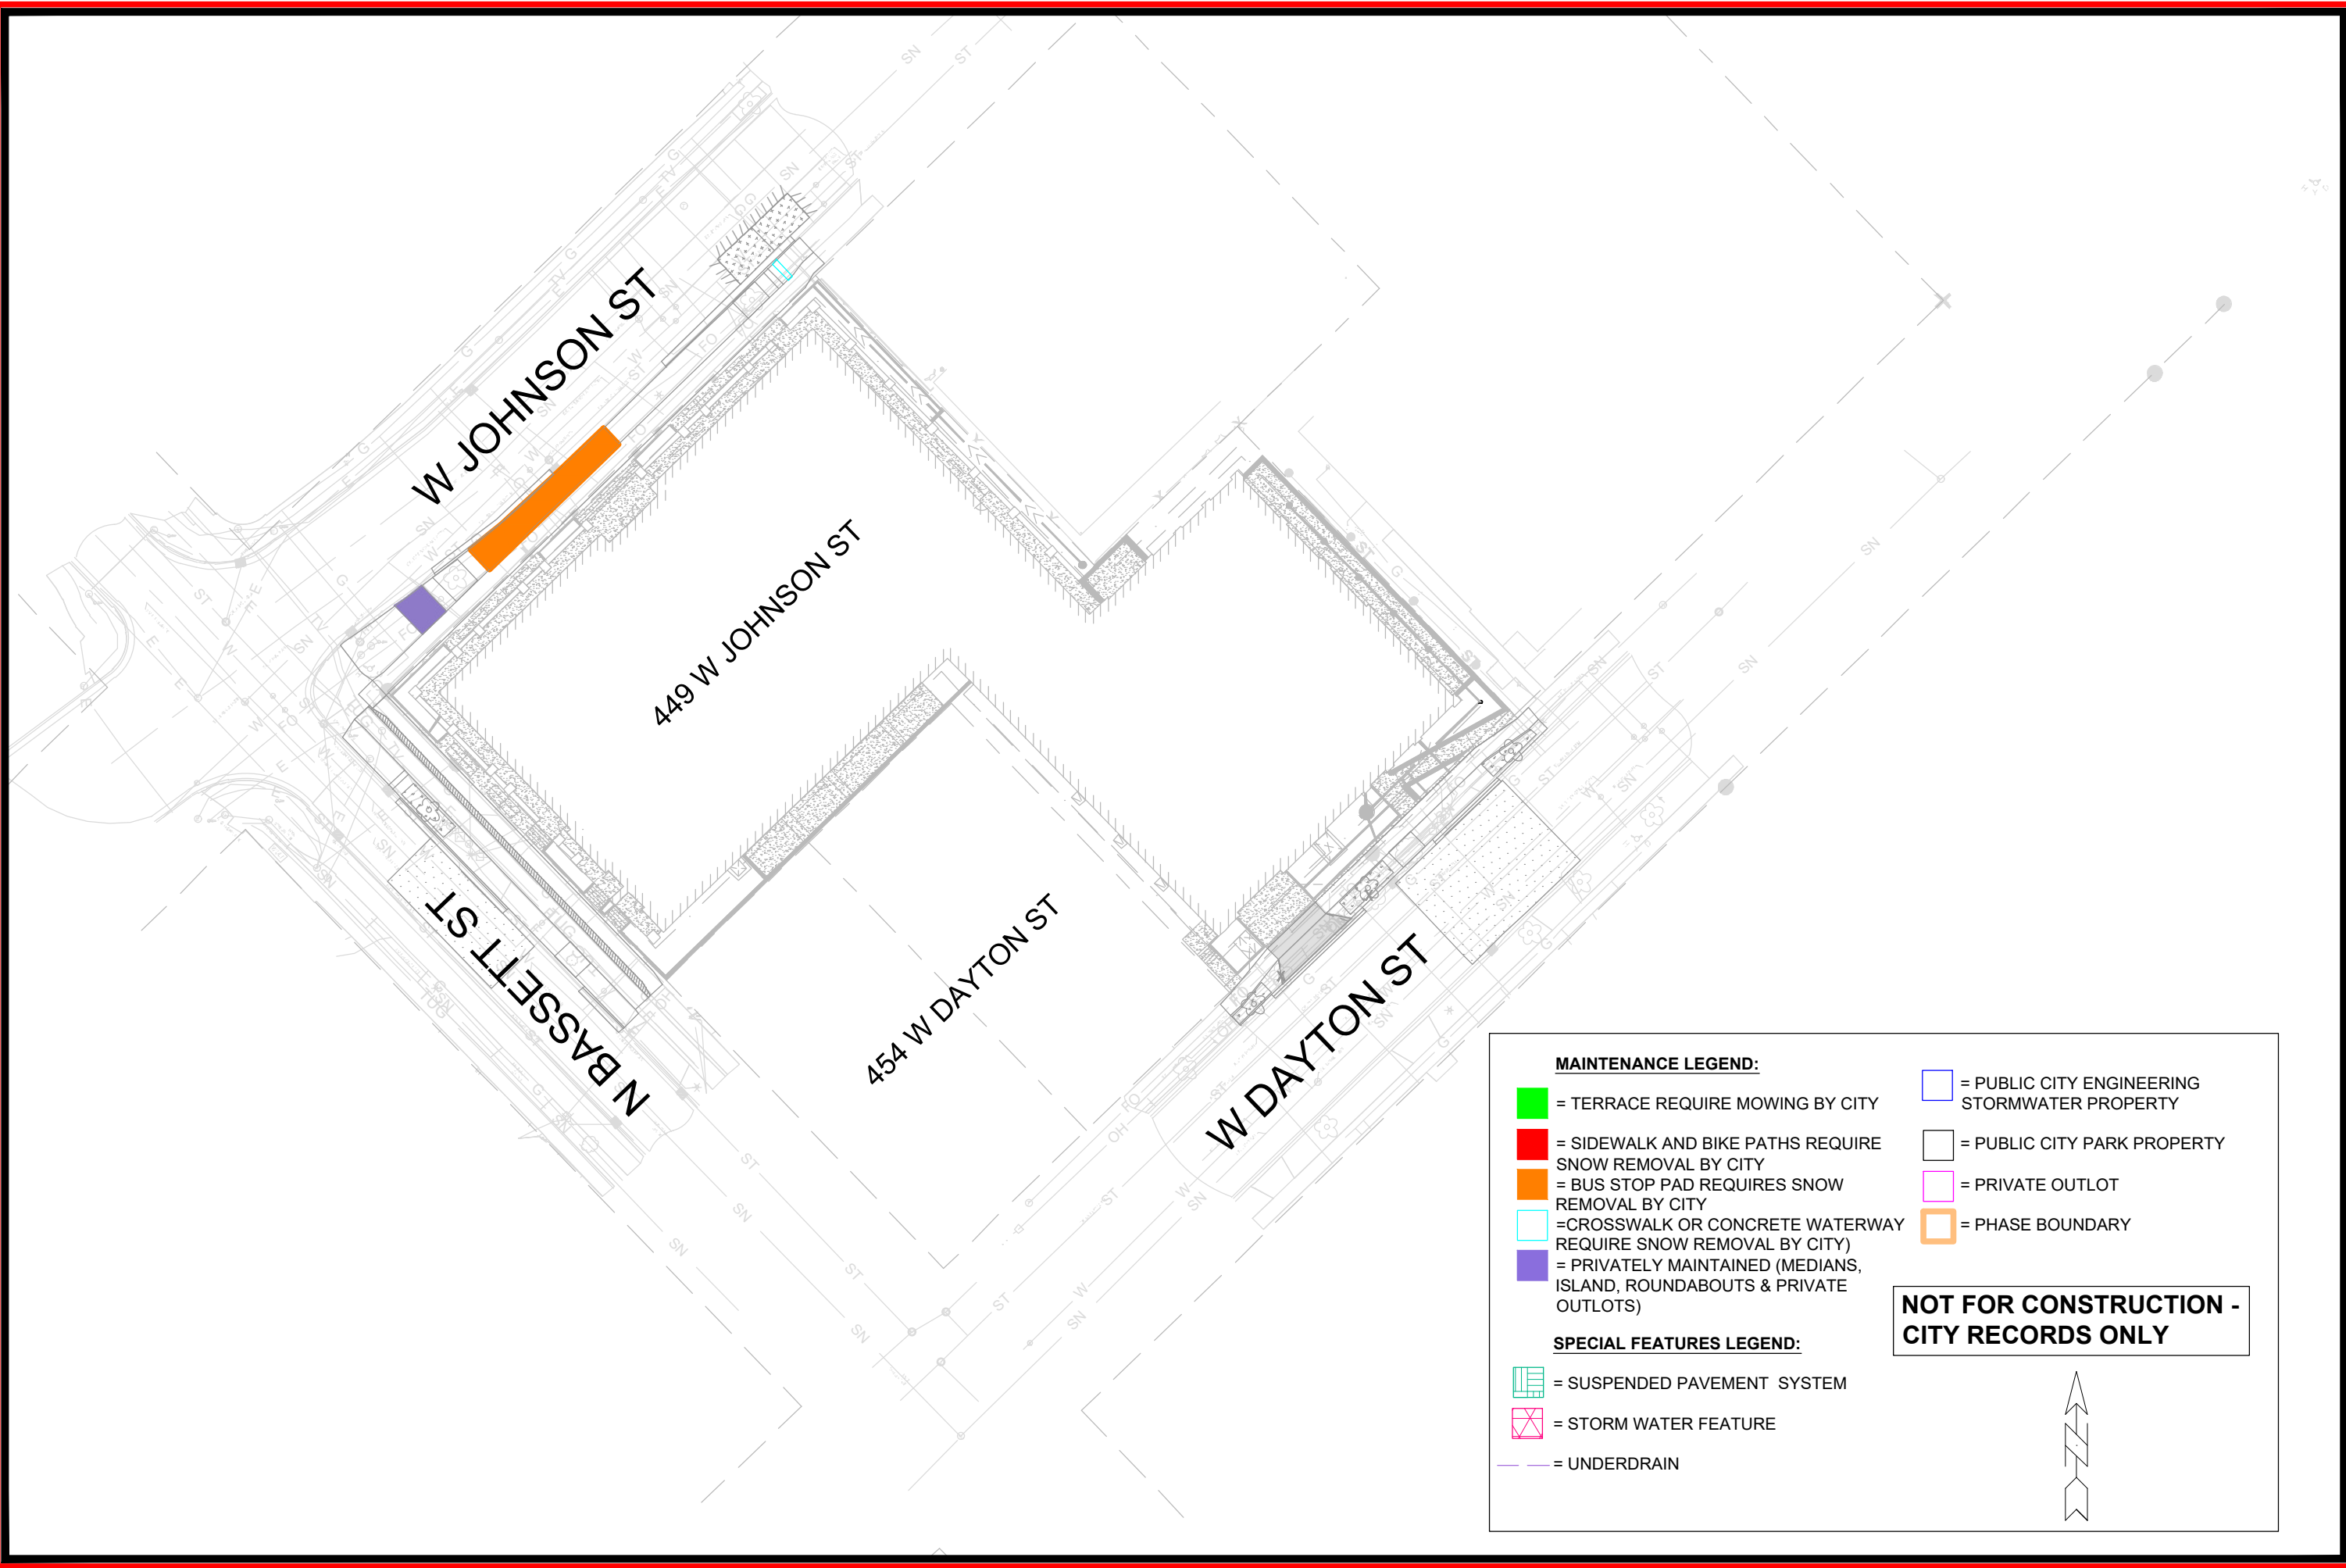 W JOHNSON ST
449 W JOHNSON ST
N BASSETT ST
454 W DAYTON ST
W DAYTON ST
MAINTENANCE LEGEND:
= TERRACE REQUIRE MOWING BY CITY
= SIDEWALK AND BIKE PATHS REQUIRE
SNOW REMOVAL BY CITY
= BUS STOP PAD REQUIRES SNOW
REMOVAL BY CITY
=CROSSWALK OR CONCRETE WATERWAY
REQUIRE SNOW REMOVAL BY CITY)
= PRIVATELY MAINTAINED (MEDIANS,
ISLAND, ROUNDABOUTS & PRIVATE
OUTLOTS)
= PUBLIC CITY ENGINEERING
STORMWATER PROPERTY
= PUBLIC CITY PARK PROPERTY
= PRIVATE OUTLOT
= PHASE BOUNDARY
SPECIAL FEATURES LEGEND:
= SUSPENDED PAVEMENT SYSTEM
= STORM WATER FEATURE
= UNDERDRAIN
NOT FOR CONSTRUCTION -
CITY RECORDS ONLY
N